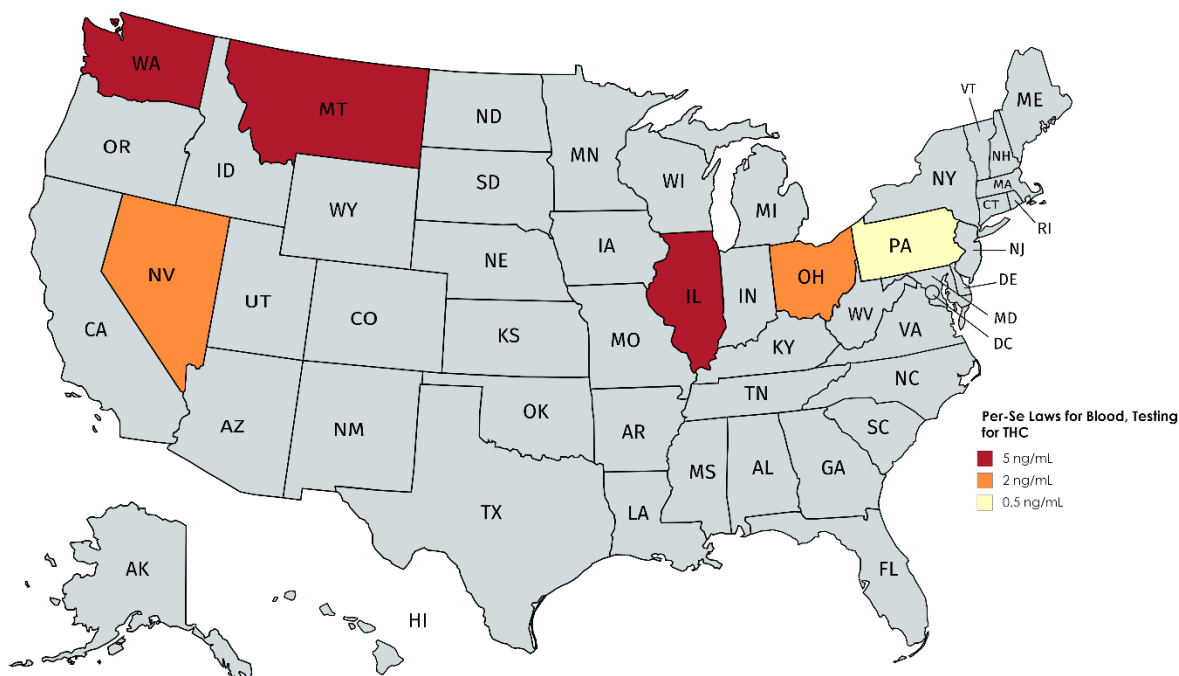 WA
MT
ND
MN
OR
ID
SD
WI
MI
WY
NE
IA
NV
UT
CO
KS
MO
IL
IN
OH
PA
NY
VT
ME
NH
MA
CT
RI
NJ
DE
MD
DC
WV
VA
KY
CA
AZ
NM
OK
AR
TN
NC
SC
MS
AL
GA
TX
LA
FL
AK
HI
Per-Se Laws for Blood, Testing
for THC
5 ng/mL
2 ng/mL
0.5 ng/mL